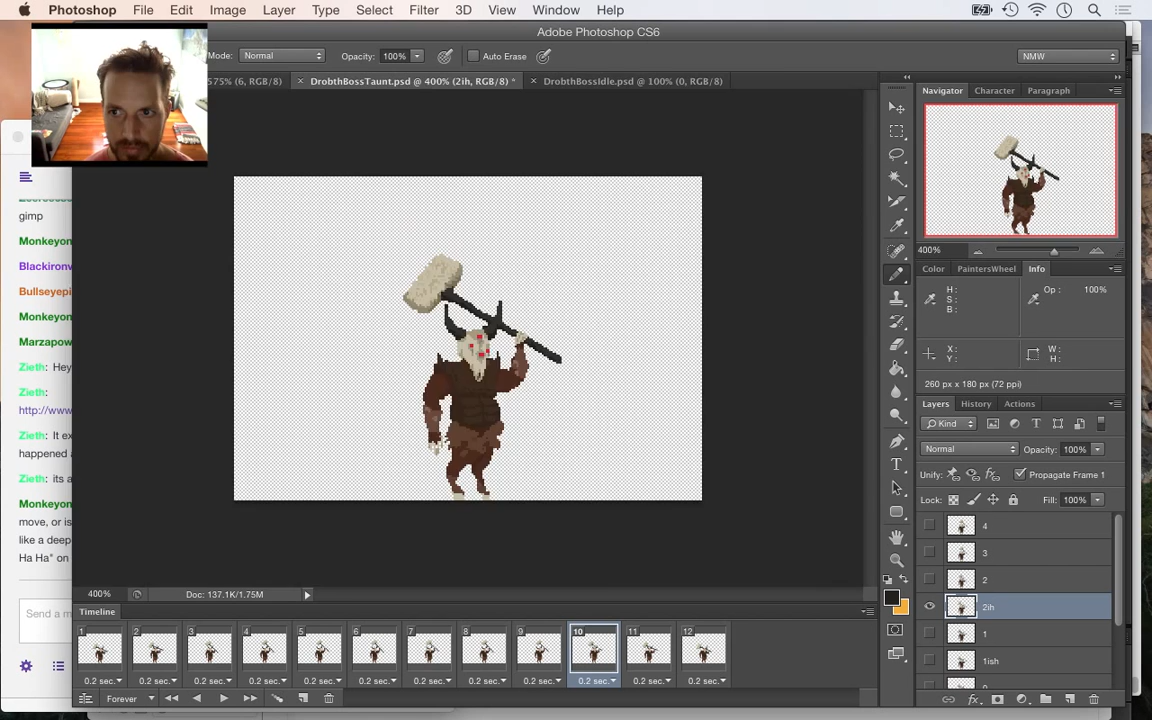 Photoshop File Edit Image Layer Type Select Filter 3D View Window Help
Adobe Photoshop CS6
Mode: Normal Opacity: 100% Auto Erase NMW
575% (6, RGB/8) × DrobthBossTaunt.psd @ 400% (2ih, RGB/8) * × DrobthBossIdle.psd @ 100% (0, RGB/8)
Navigator Character Paragraph
400%
Color PaintersWheel Info
H:
S:
B:
Op: 100%
X:
Y:
W:
H:
260 px x 180 px (72 ppi)
Layers History Actions
Kind
Normal Opacity: 100%
Unify: Propagate Frame 1
Lock: Fill: 100%
4
3
2
2ih
1
1ish
gimp
Monkeyon
Blackironv
Bullseyepi
Monkeyon
Marzapow
Zieth: Hey
Zieth:
http://www
Zieth: It ex
happened a
Zieth: its a
Monkeyon
move, or is
like a deep
Ha Ha" on
Send a m
400% Doc: 137.1K/1.75M
Timeline
1 2 3 4 5 6 7 8 9 10 11 12
0.2 sec. 0.2 sec. 0.2 sec. 0.2 sec. 0.2 sec. 0.2 sec. 0.2 sec. 0.2 sec. 0.2 sec. 0.2 sec. 0.2 sec. 0.2 sec.
Forever